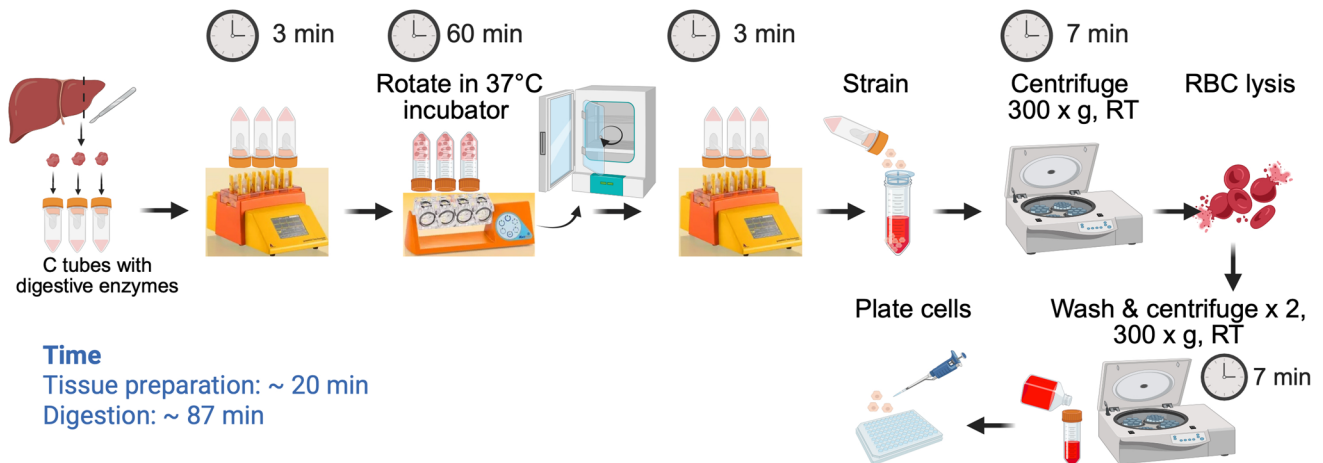 3 min
60 min
3 min
7 min
Rotate in 37°C
incubator
Strain
Centrifuge
300 x g, RT
RBC lysis
C tubes with
digestive enzymes
Plate cells
Wash & centrifuge x 2,
300 x g, RT
7 min
Time
Tissue preparation: ~ 20 min
Digestion: ~ 87 min